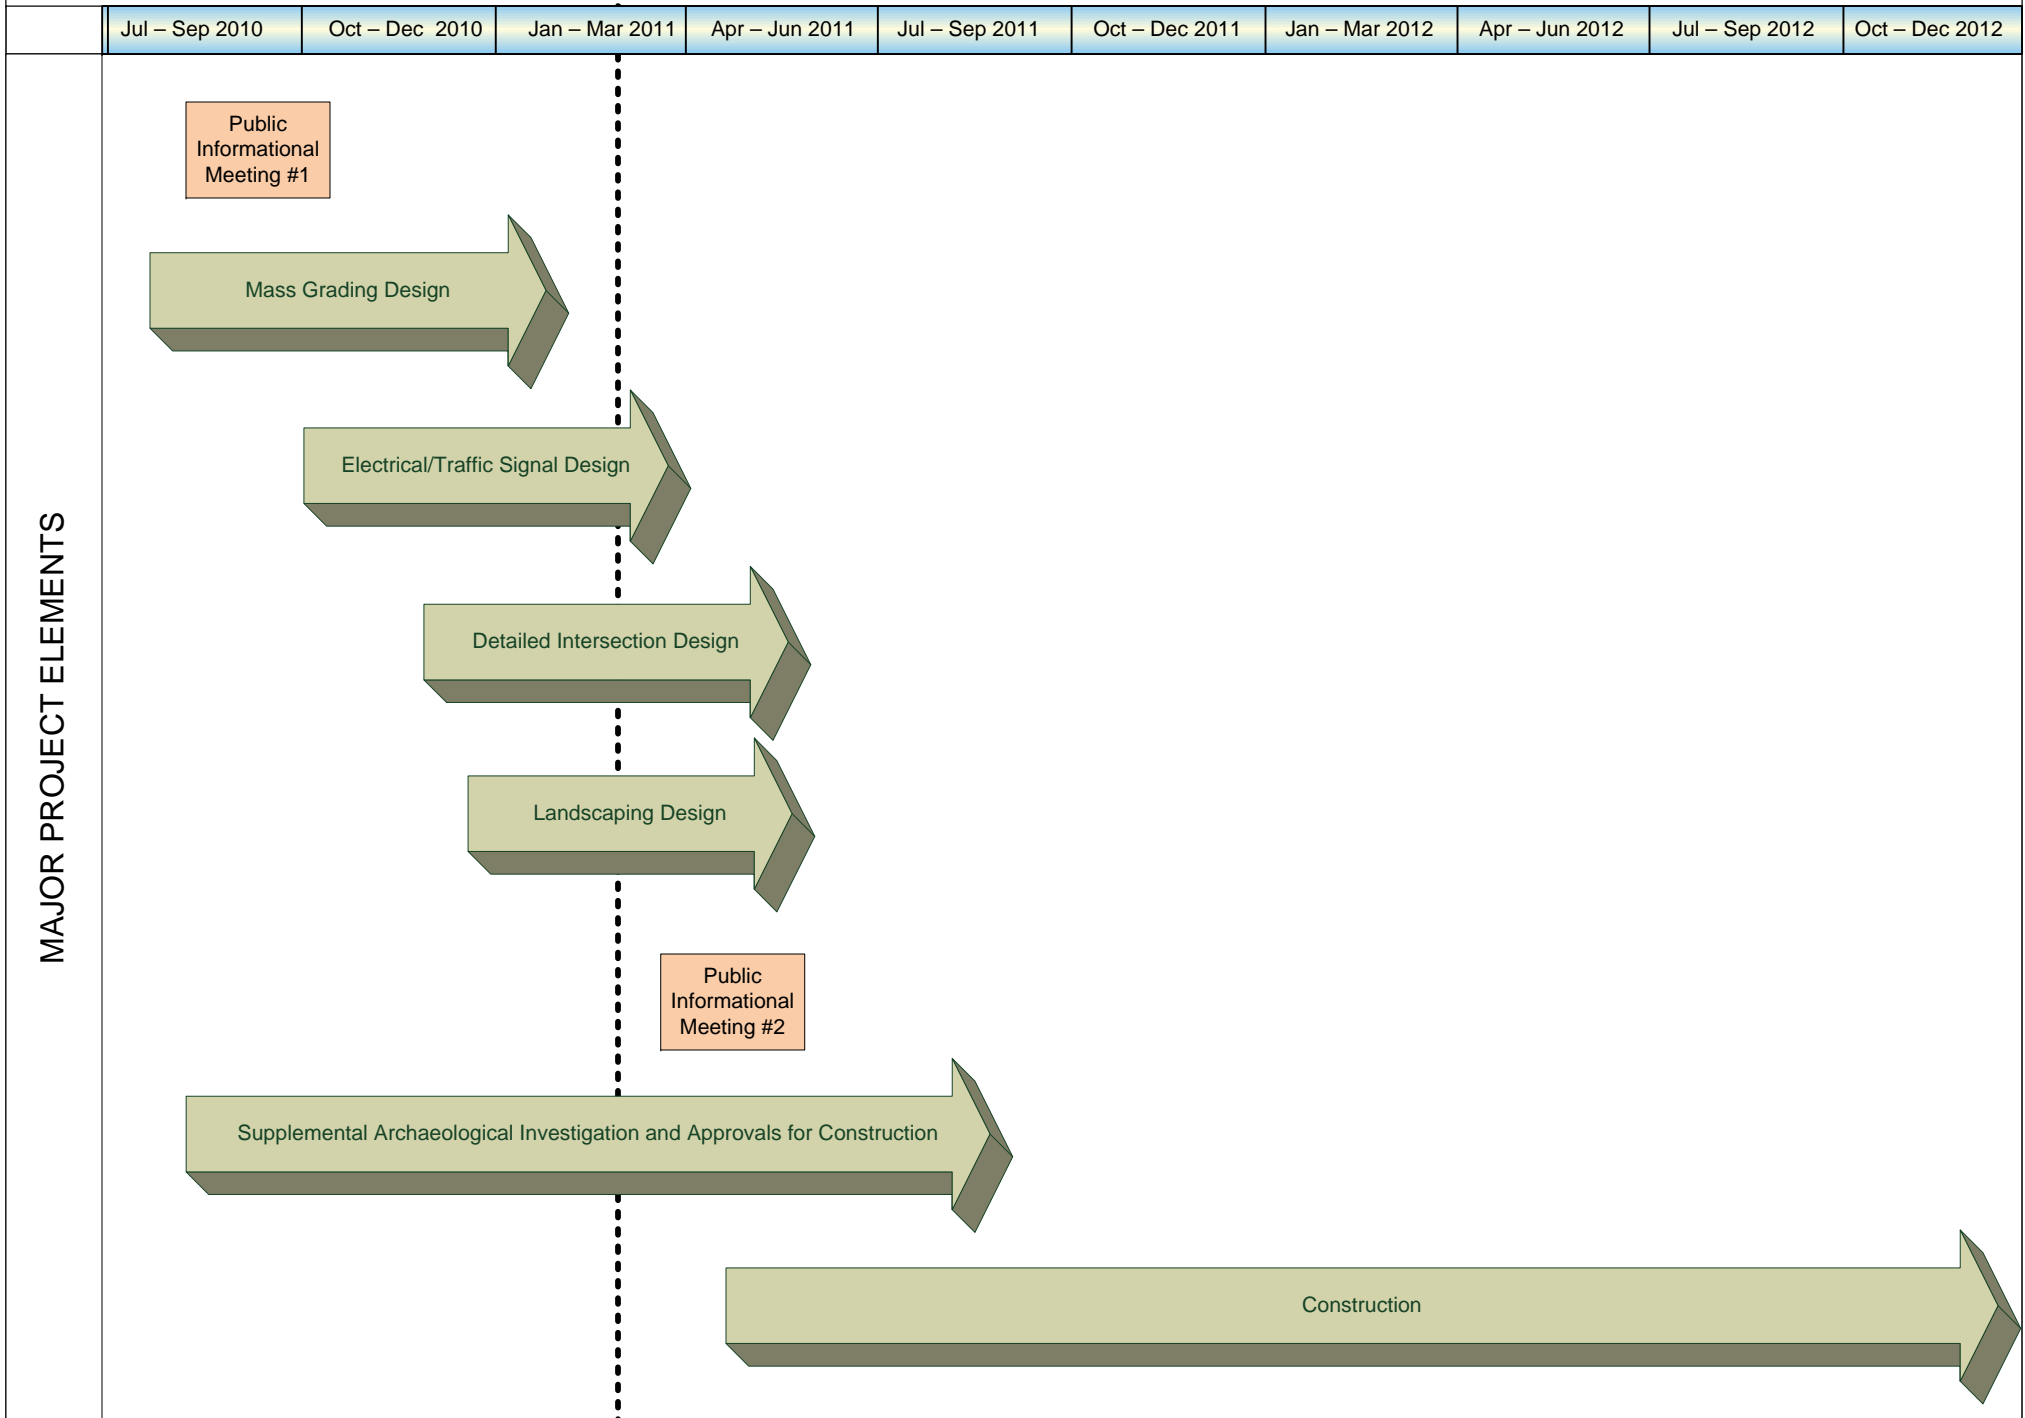 Jul – Sep 2010
Oct – Dec 2010
Jan – Mar 2011
Apr – Jun 2011
Jul – Sep 2011
Oct – Dec 2011
Jan – Mar 2012
Apr – Jun 2012
Jul – Sep 2012
Oct – Dec 2012
MAJOR PROJECT ELEMENTS
Public
Informational
Meeting #1
Mass Grading Design
Electrical/Traffic Signal Design
Detailed Intersection Design
Landscaping Design
Public
Informational
Meeting #2
Supplemental Archaeological Investigation and Approvals for Construction
Construction